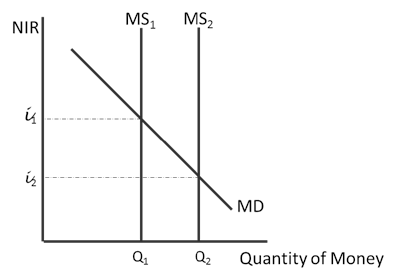 NIR
MS₁
MS₂
i₁
i₂
MD
Q₁
Q₂
Quantity of Money